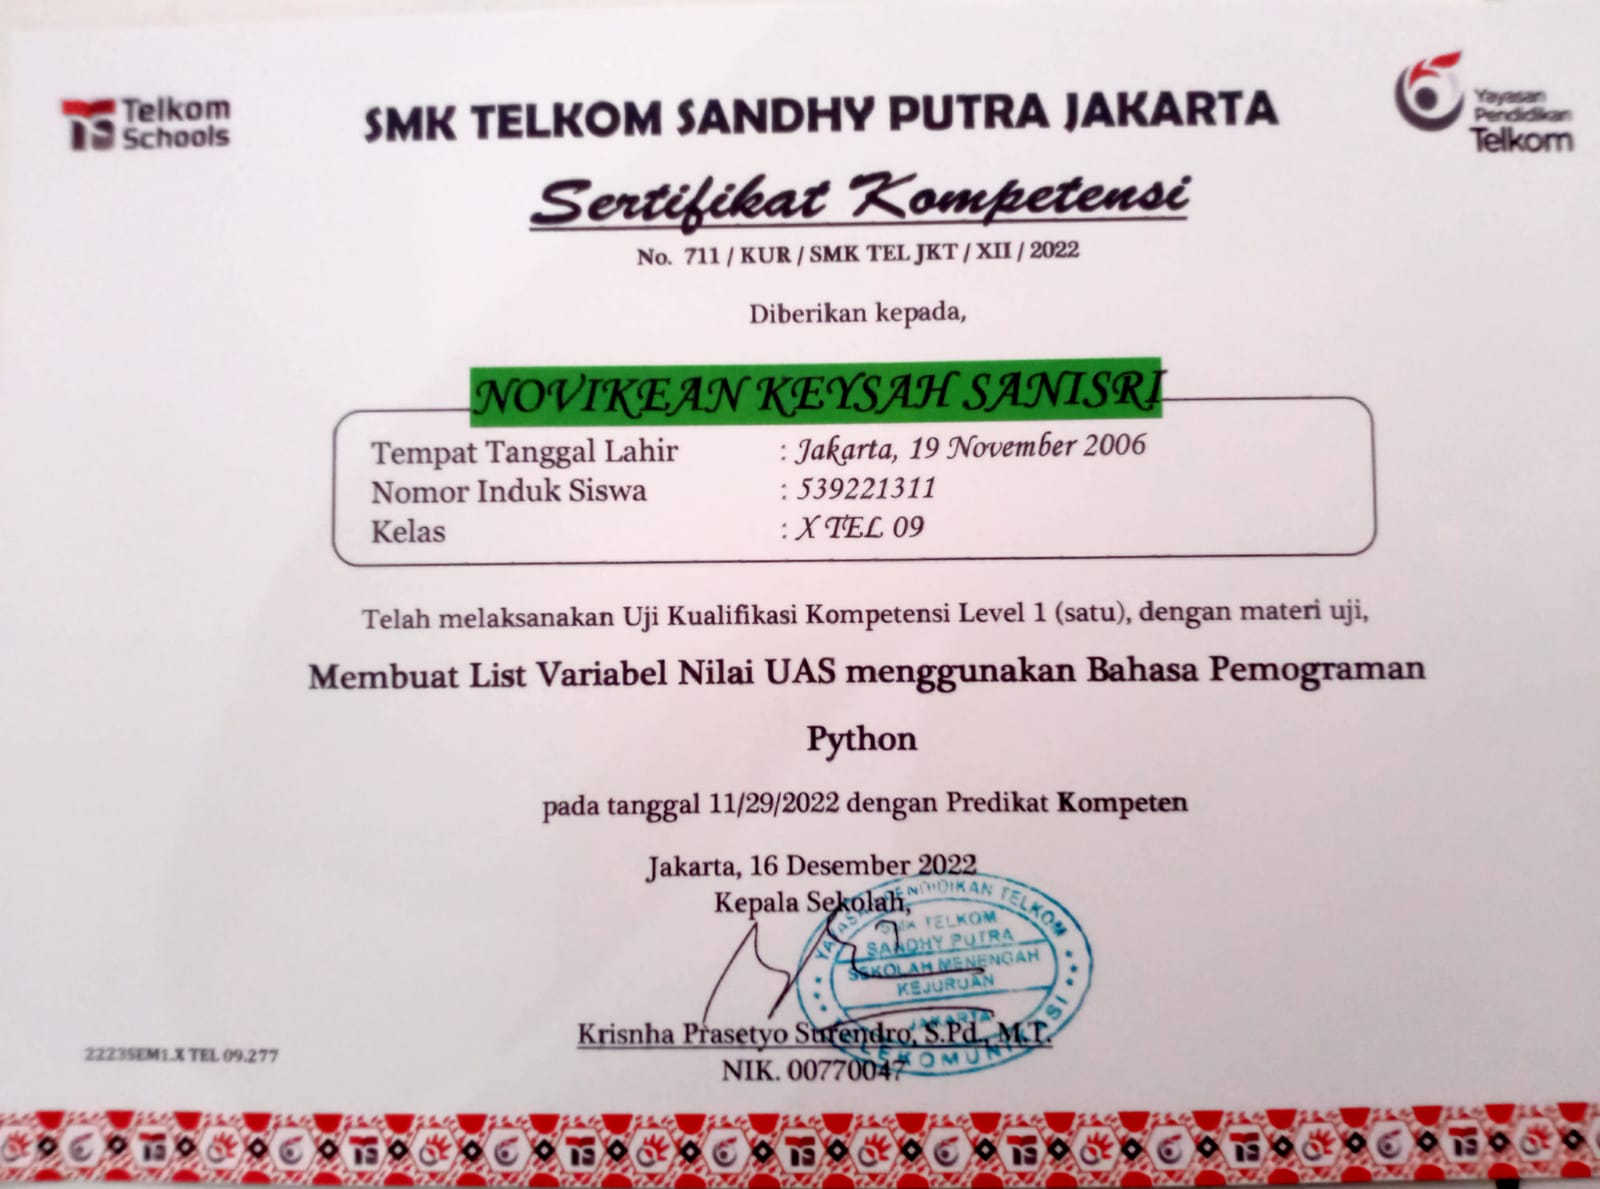 Telkom
Schools
SMK TELKOM SANDHY PUTRA JAKARTA
Yayasan
Pendidikan
Telkom
Sertifikat Kompetensi
No. 711 / KUR / SMK TEL JKT / XII / 2022
Diberikan kepada,
NOVIKEAN KEYSAH SANISRI
Tempat Tanggal Lahir : Jakarta, 19 November 2006
Nomor Induk Siswa : 539221311
Kelas : X TEL 09
Telah melaksanakan Uji Kualifikasi Kompetensi Level 1 (satu), dengan materi uji,
Membuat List Variabel Nilai UAS menggunakan Bahasa Pemograman
Python
pada tanggal 11/29/2022 dengan Predikat Kompeten
Jakarta, 16 Desember 2022
Kepala Sekolah,
YAYASAN PENDIDIKAN TELKOM
SMK TELKOM
SANDHY PUTRA
SEKOLAH MENENGAH
KEJURUAN
JAKARTA
TELEKOMUNIKASI
Krisnha Prasetyo Surendro, S.Pd., M.T.
NIK. 00770047
2223SEM1.X TEL 09.277